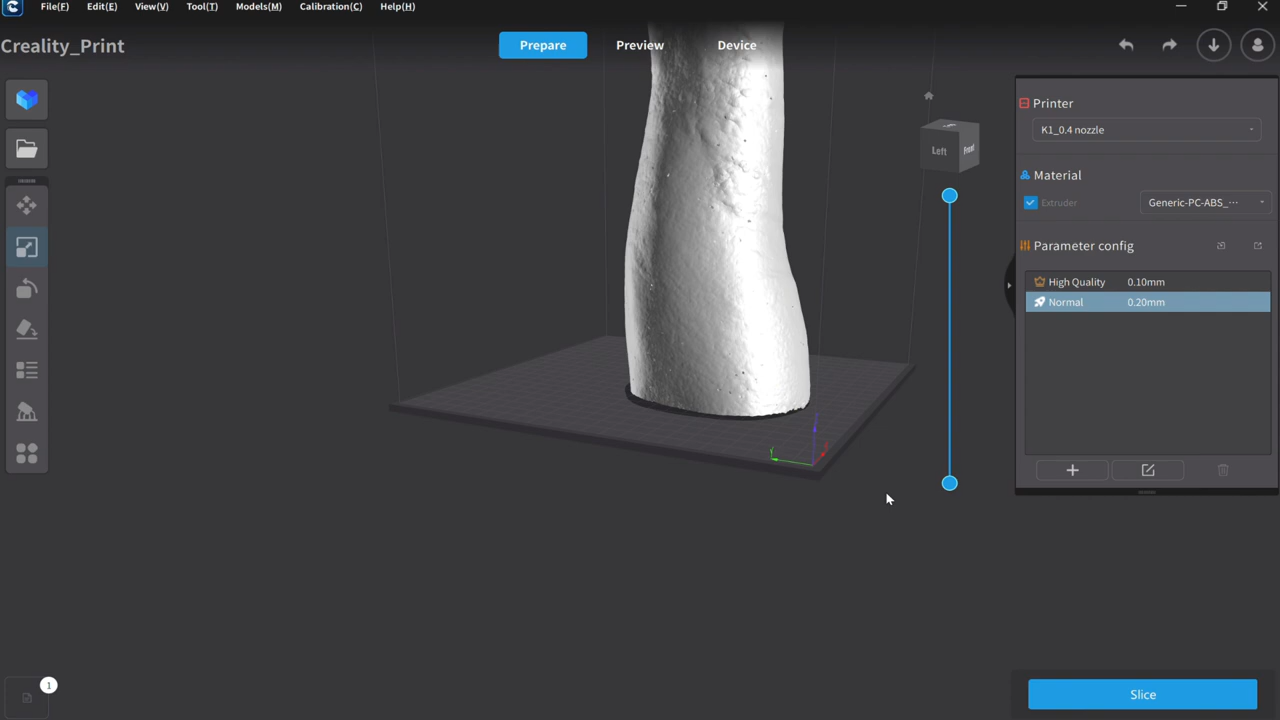 File(F) Edit(E) View(V) Tool(T) Models(M) Calibration(C) Help(H)
Creality_Print
Prepare Preview Device
Printer
K1_0.4 nozzle
Left Front
Material
Extruder Generic-PC-ABS_···
Parameter config
High Quality 0.10mm
Normal 0.20mm
1
Slice